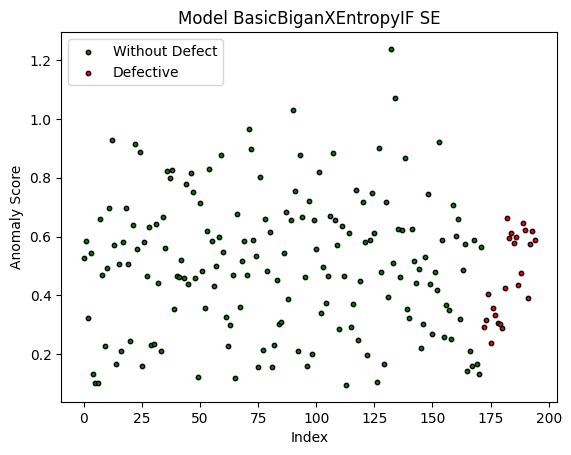 Model BasicBiganXEntropyIF SE
Without Defect
Defective
Anomaly Score
1.2
1.0
0.8
0.6
0.4
0.2
0 25 50 75 100 125 150 175 200
Index